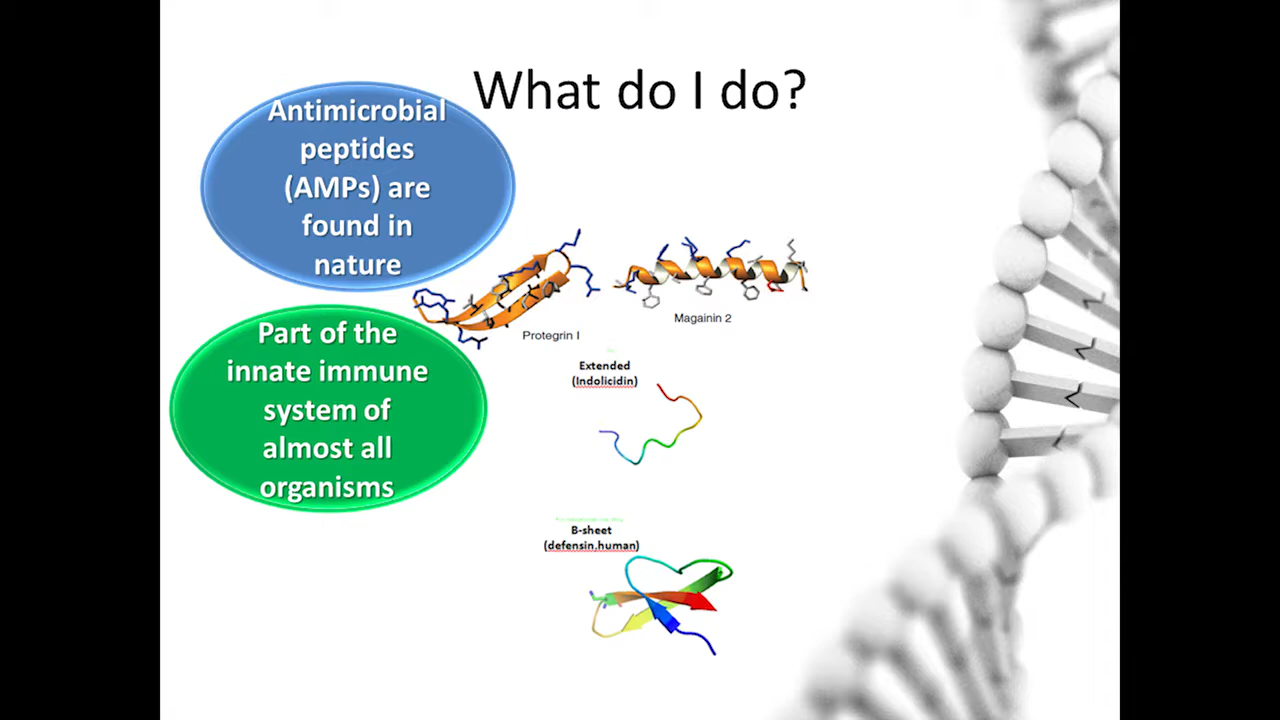 What do I do?
Antimicrobial
peptides
(AMPs) are
found in
nature
Part of the
innate immune
system of
almost all
organisms
Protegrin I
Magainin 2
Extended
(Indolicidin)
B-sheet
(defensin,human)